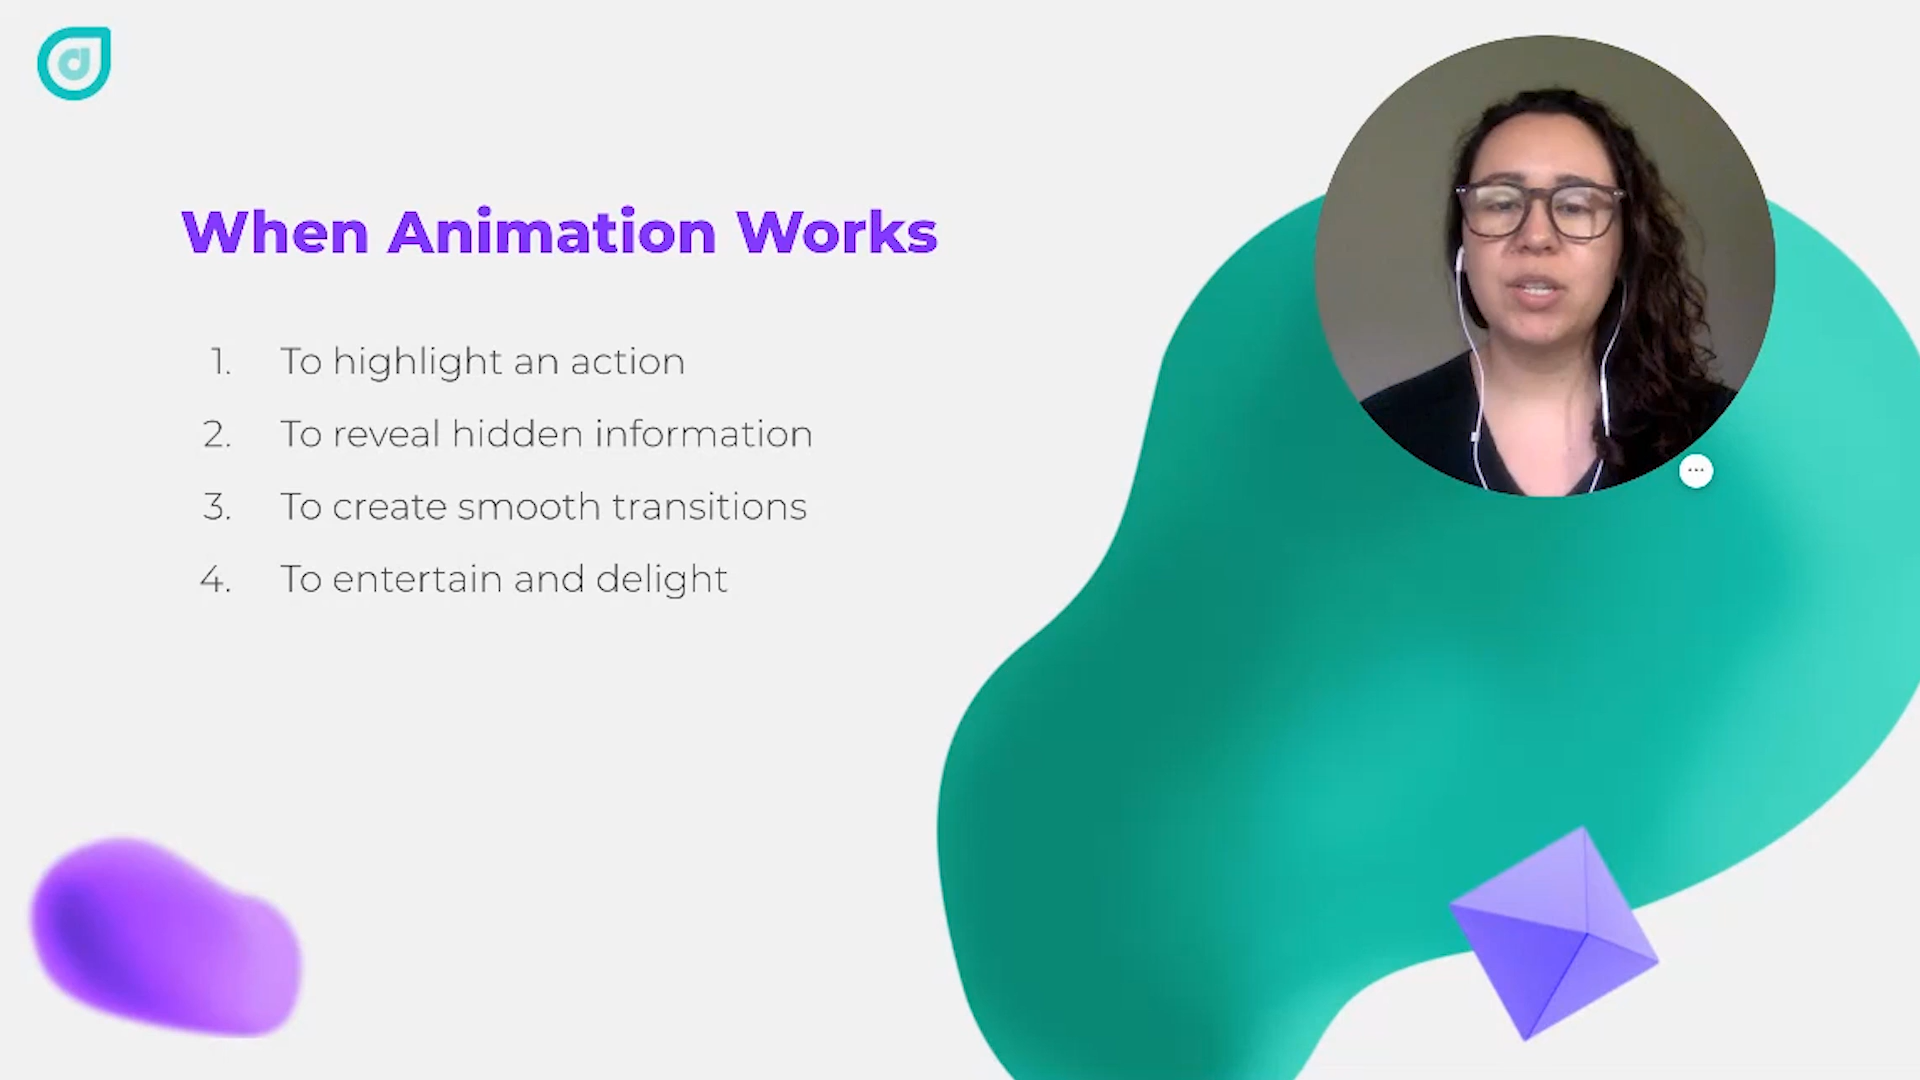 When Animation Works
1. To highlight an action
2. To reveal hidden information
3. To create smooth transitions
4. To entertain and delight